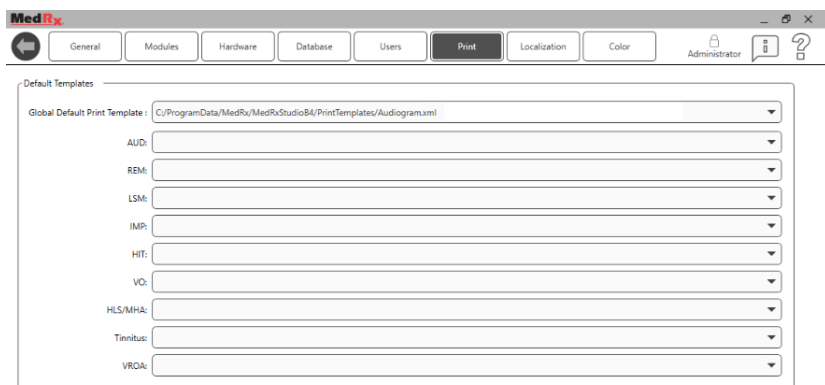 MedRx
General Modules Hardware Database Users Print Localization Color Administrator
Default Templates
Global Default Print Template : C:/ProgramData/MedRx/MedRxStudioB4/PrintTemplates/Audiogram.xml
AUD:
REM:
LSM:
IMP:
HIT:
VO:
HLS/MHA:
Tinnitus:
VROA: